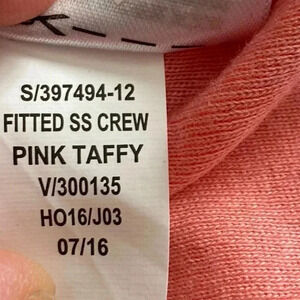 S/397494-12
FITTED SS CREW
PINK TAFFY
V/300135
HO16/J03
07/16